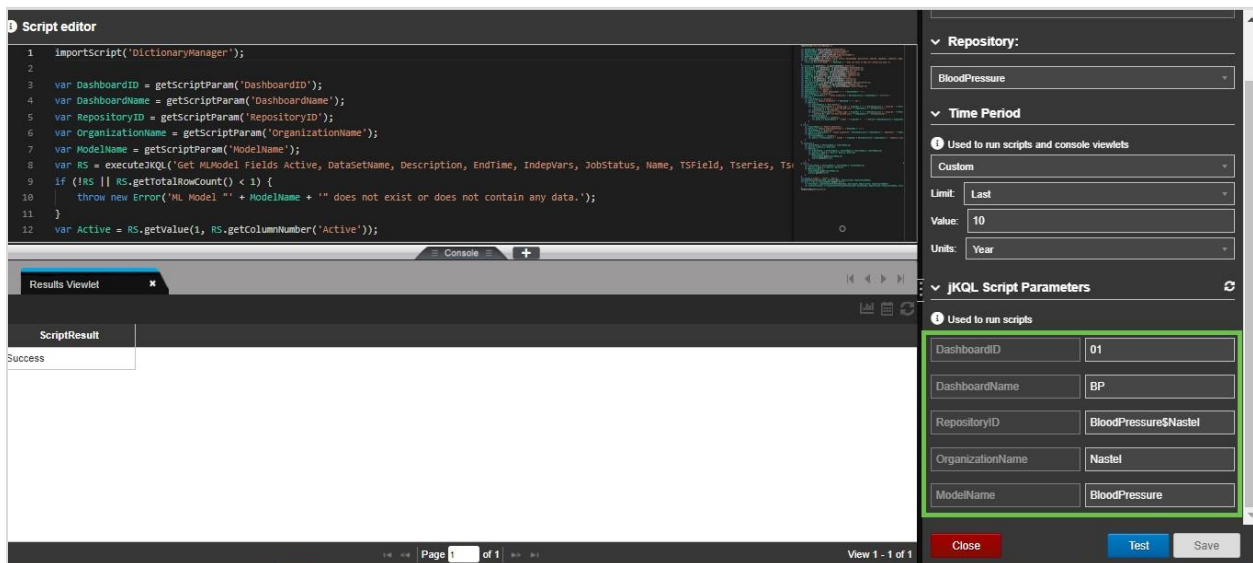 Script editor
1 importScript('DictionaryManager');
2
3 var DashboardID = getScriptParam('DashboardID');
4 var DashboardName = getScriptParam('DashboardName');
5 var RepositoryID = getScriptParam('RepositoryID');
6 var OrganizationName = getScriptParam('OrganizationName');
7 var ModelName = getScriptParam('ModelName');
8 var RS = executeJKQL('Get MLModel Fields Active, DataSetName, Description, EndTime, IndepVars, JobStatus, Name, TSField, Tseries,
9 if (!RS || RS.getTotalRowCount() < 1) {
10 throw new Error('ML Model "' + ModelName + '" does not exist or does not contain any data.');
11 }
12 var Active = RS.getValue(1, RS.getColumnNumber('Active'));
Console
Results Viewlet
ScriptResult
Success
Page 1 of 1
View 1 - 1 of 1
Repository:
BloodPressure
Time Period
Used to run scripts and console viewlets
Custom
Limit: Last
Value: 10
Units: Year
jKQL Script Parameters
Used to run scripts
DashboardID 01
DashboardName BP
RepositoryID BloodPressure$Nastel
OrganizationName Nastel
ModelName BloodPressure
Close Test Save